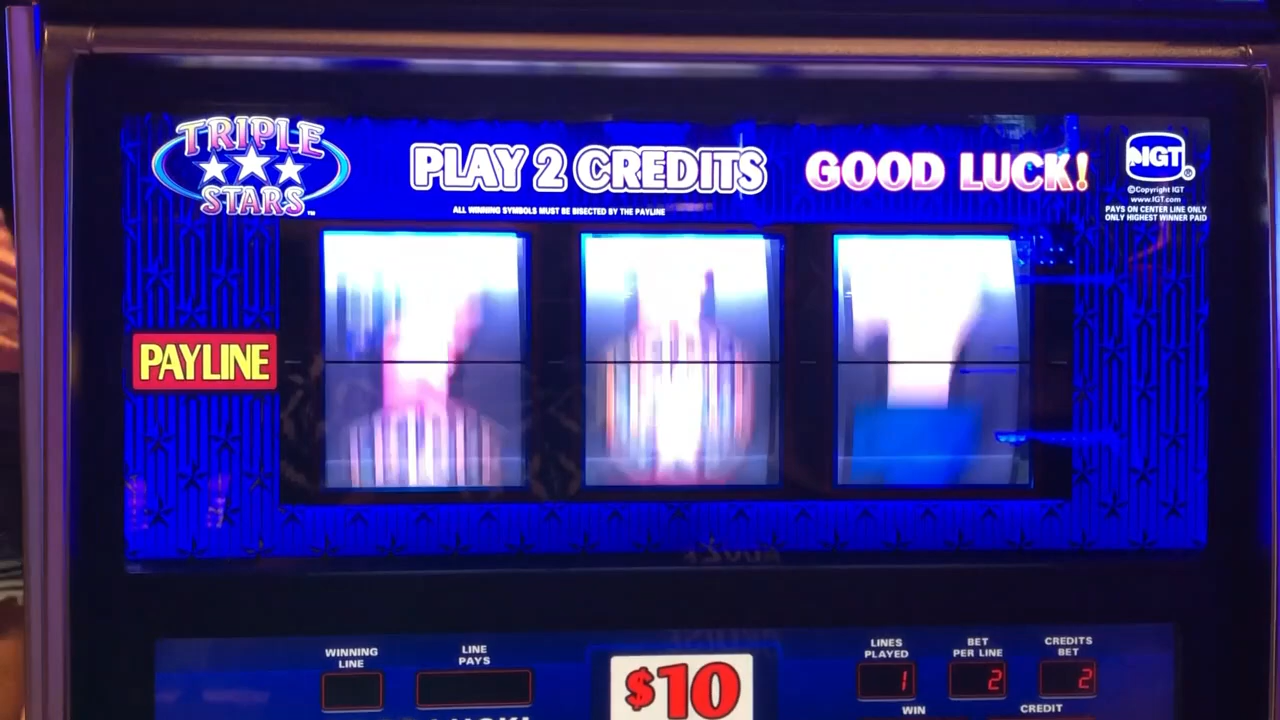 TRIPLE
STARS™
PLAY 2 CREDITS
GOOD LUCK!
IGT®
©Copyright IGT
www.IGT.com
PAYS ON CENTER LINE ONLY
ONLY HIGHEST WINNER PAID
ALL WINNING SYMBOLS MUST BE BISECTED BY THE PAYLINE
PAYLINE
WINNING
LINE
LINE
PAYS
$10
LINES
PLAYED
1
BET
PER LINE
2
CREDITS
BET
2
WIN
CREDIT